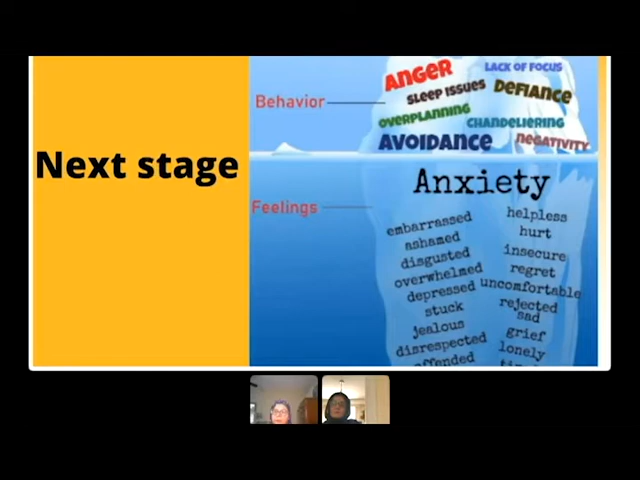 Next stage
Behavior
ANGER
LACK OF FOCUS
SLEEP ISSUES
DEFIANCE
OVERPLANNING
CHANDELIERING
AVOIDANCE
NEGATIVITY
Anxiety
Feelings
embarrassed
helpless
ashamed
hurt
disgusted
insecure
overwhelmed
regret
depressed
uncomfortable
stuck
rejected
jealous
sad
disrespected
grief
offended
lonely